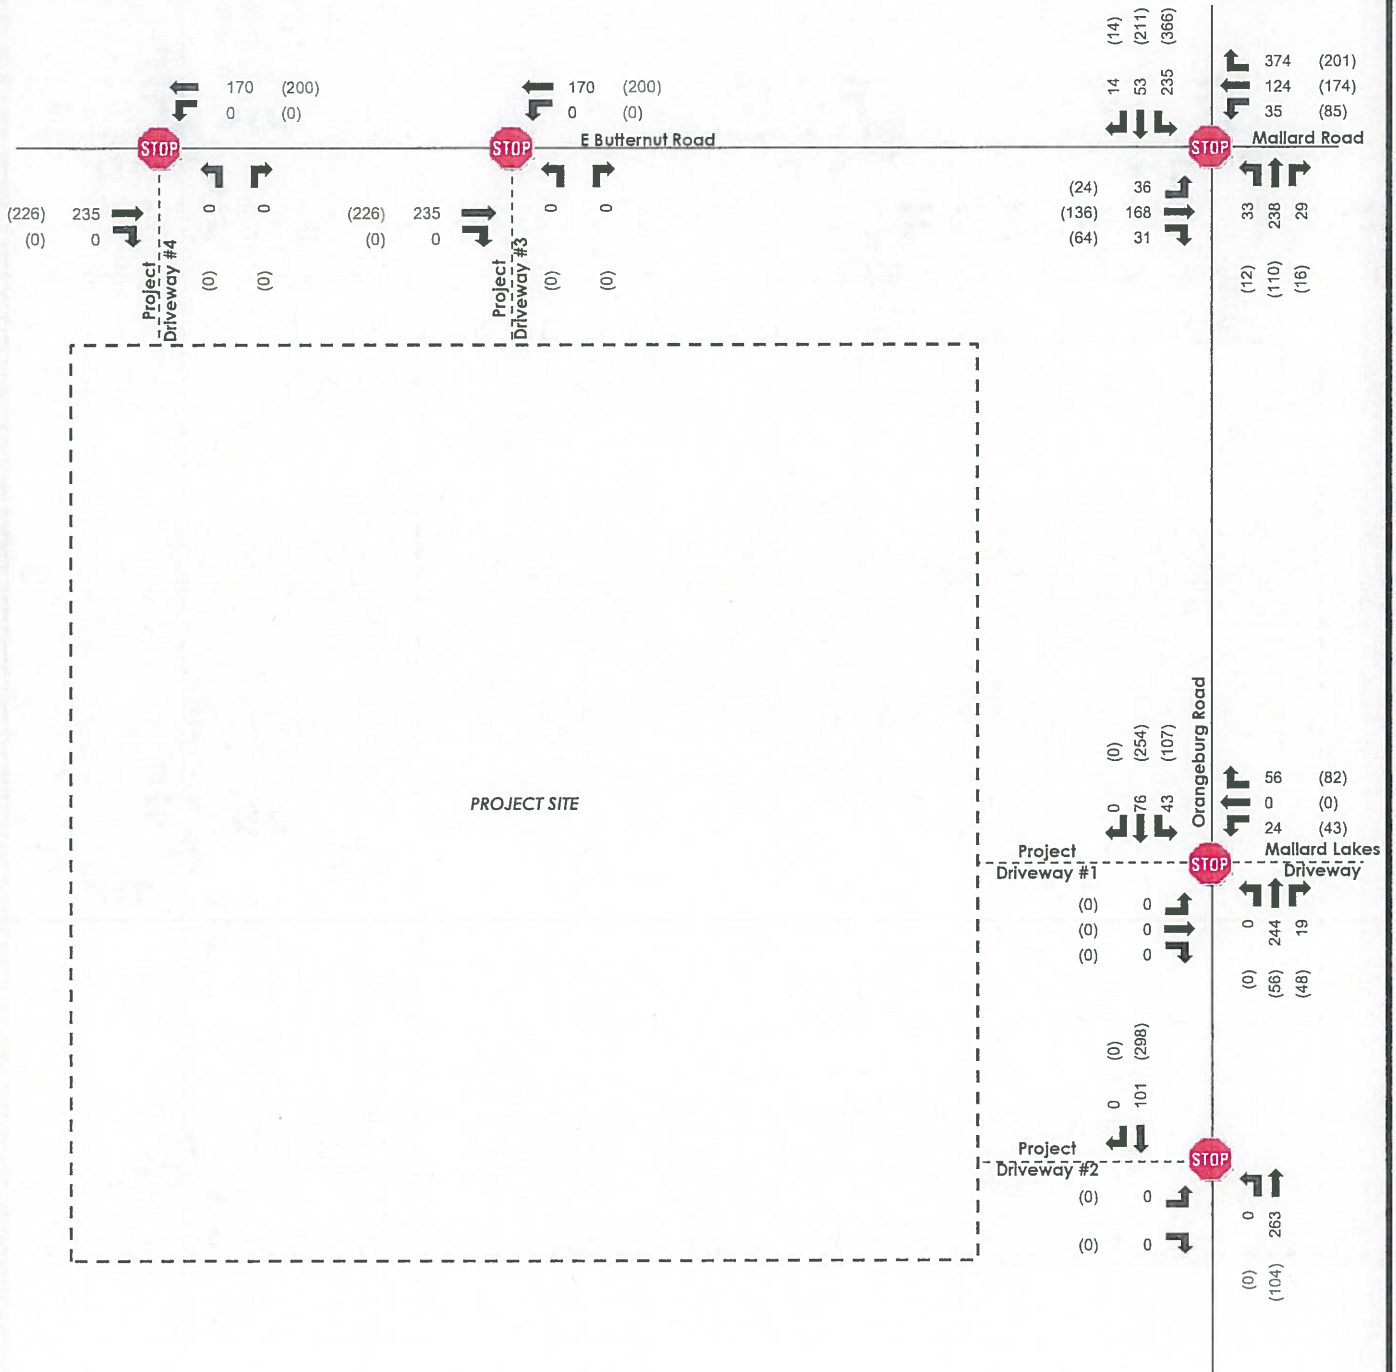 (14) (211) (366)
14 53 235
374 (201)
124 (174)
35 (85)
170 (200)
0 (0)
170 (200)
0 (0)
STOP
STOP
E Butternut Road
STOP
Mallard Road
(226) 235
(0) 0
0 0
(0) (0)
Project
Driveway #4
(226) 235
(0) 0
0 0
(0) (0)
Project
Driveway #3
(24) 36
(136) 168
(64) 31
33 238 29
(12) (110) (16)
PROJECT SITE
Orangeburg Road
(0) (254) (107)
0 76 43
56 (82)
0 (0)
24 (43)
Project
Driveway #1
STOP
Mallard Lakes
Driveway
(0) 0
(0) 0
(0) 0
0 244 19
(0) (56) (48)
(0) (298)
0 101
Project
Driveway #2
STOP
(0) 0
(0) 0
0 263
(0) (104)